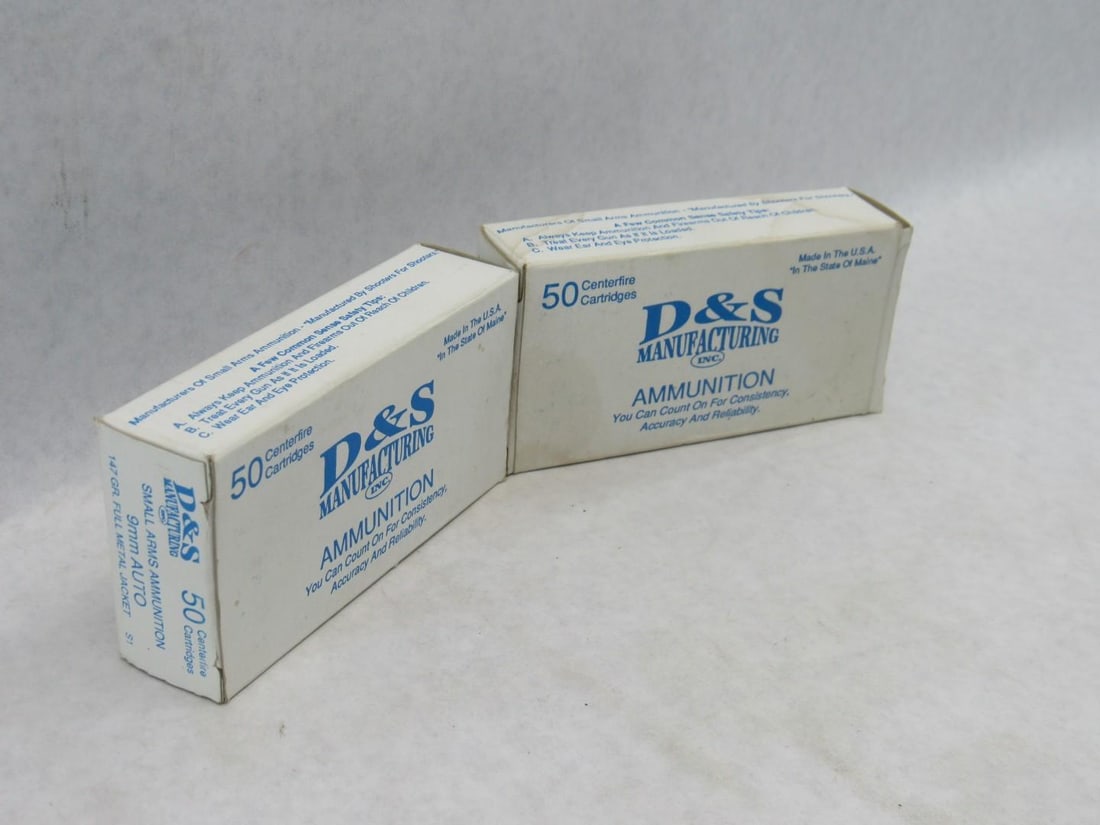 Manufacturers Of Small Arms Ammunition - "Manufactured By Shooters For Shooters."
A Few Common Sense Safety Tips:
A. Always Keep Ammunition And Firearms Out Of Reach Of Children.
B. Treat Every Gun As If It Is Loaded.
C. Wear Ear And Eye Protection.
50 Centerfire
Cartridges
Made In The U.S.A.
"In The State Of Maine"
D&S
MANUFACTURING
INC.
AMMUNITION
You Can Count On For Consistency,
Accuracy And Reliability.
D&S
MANUFACTURING
INC.
50 Centerfire
Cartridges
SMALL ARMS AMMUNITION
9mm AUTO
147 GR. FULL METAL JACKET S1
Manufacturers Of Small Arms Ammunition - "Manufactured By Shooters For Shooters."
A Few Common Sense Safety Tips:
A. Always Keep Ammunition And Firearms Out Of Reach Of Children.
B. Treat Every Gun As If It Is Loaded.
C. Wear Ear And Eye Protection.
50 Centerfire
Cartridges
Made In The U.S.A.
"In The State Of Maine"
D&S
MANUFACTURING
INC.
AMMUNITION
You Can Count On For Consistency,
Accuracy And Reliability.